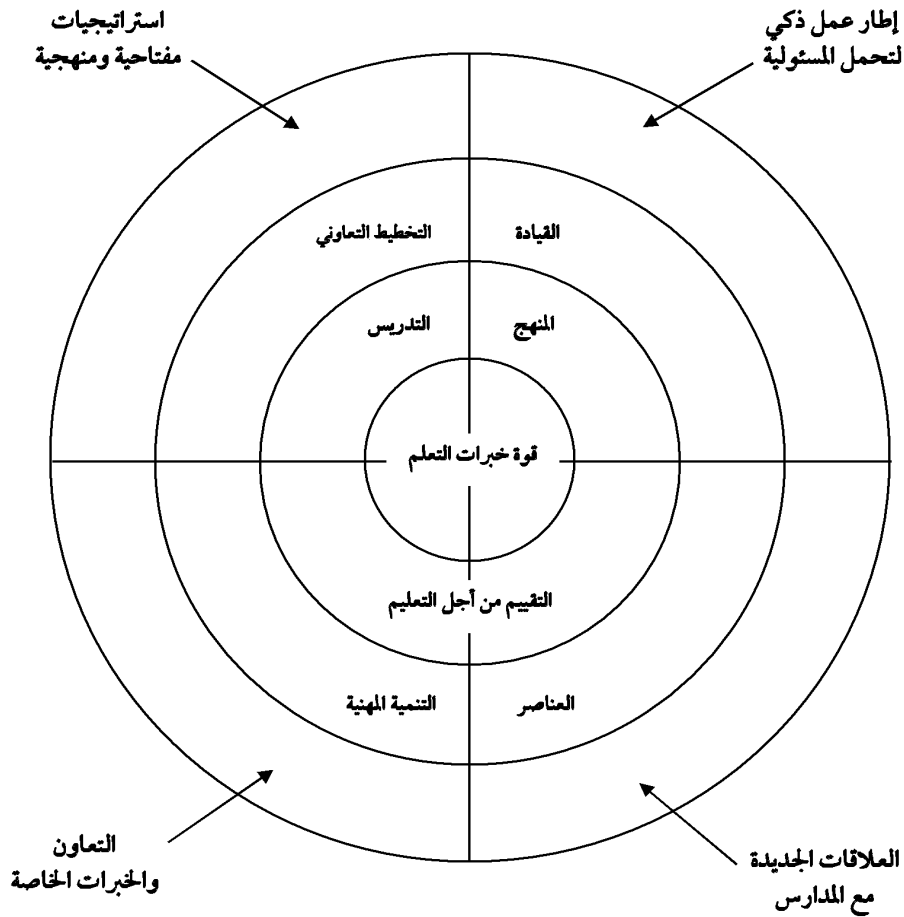 إطار عمل ذكي
لتحمل المسئولية
استراتيجيات
مفتاحية ومنهجية
القيادة
التخطيط التعاوني
المنهج
التدريس
قوة خبرات التعلم
التقييم من أجل التعليم
العناصر
التنمية المهنية
العلاقات الجديدة
مع المدارس
التعاون
والخبرات الخاصة